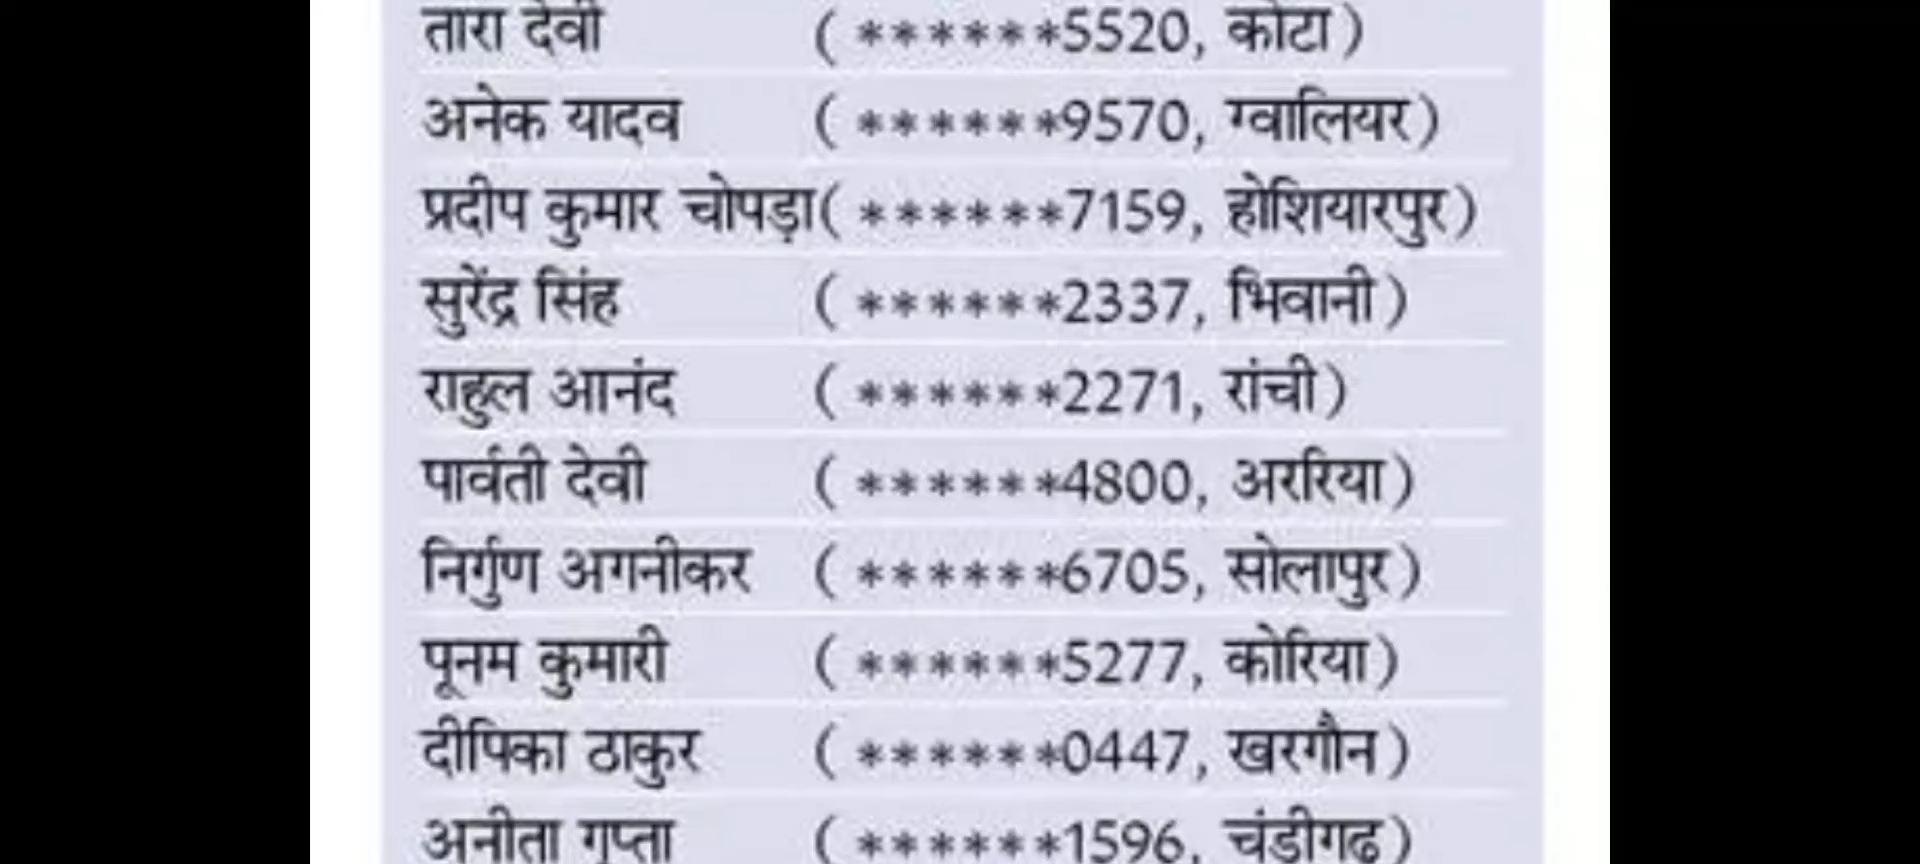 तारा देवी ( ******5520, कोटा )
अनेक यादव ( ******9570, ग्वालियर )
प्रदीप कुमार चोपड़ा( ******7159, होशियारपुर )
सुरेंद्र सिंह ( ******2337, भिवानी )
राहुल आनंद ( ******2271, रांची )
पार्वती देवी ( ******4800, अररिया )
निर्गुण अगनीकर ( ******6705, सोलापुर )
पूनम कुमारी ( ******5277, कोरिया )
दीपिका ठाकुर ( ******0447, खरगौन )
अनीता गुप्ता ( ******1596, चंडीगढ़ )